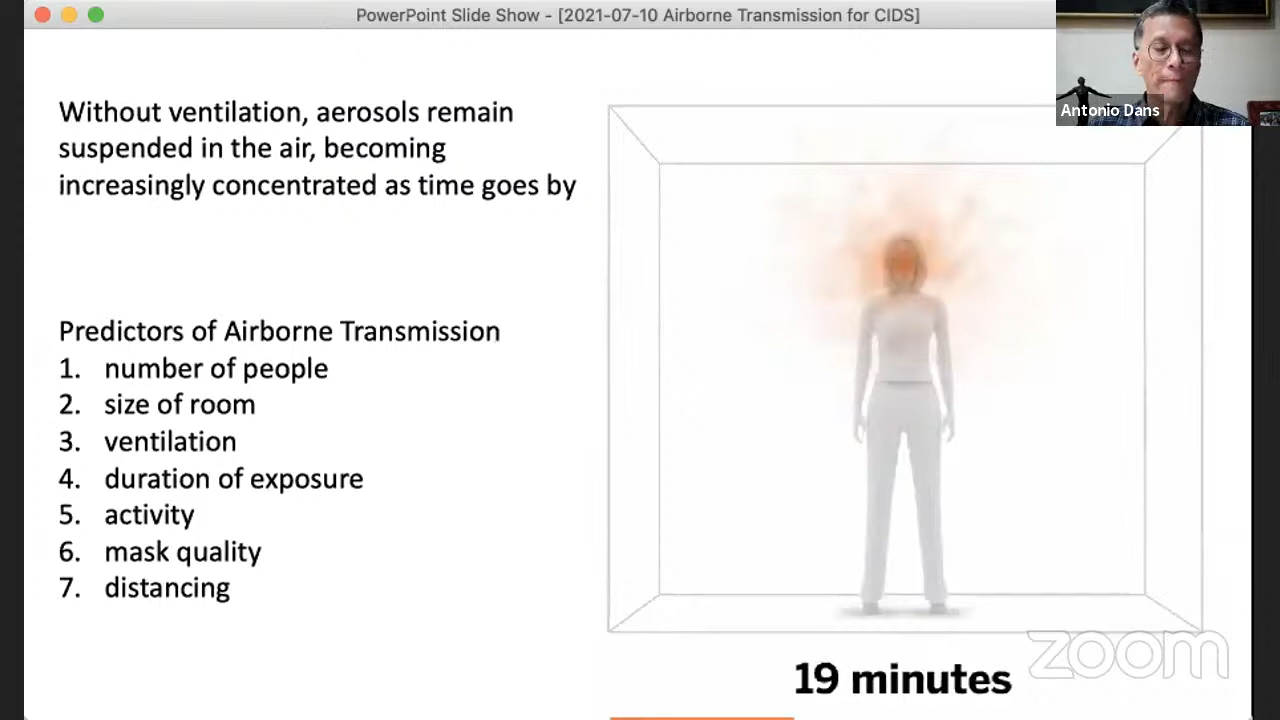 PowerPoint Slide Show - [2021-07-10 Airborne Transmission for CIDS]
Antonio Dans
Without ventilation, aerosols remain
suspended in the air, becoming
increasingly concentrated as time goes by
Predictors of Airborne Transmission
1. number of people
2. size of room
3. ventilation
4. duration of exposure
5. activity
6. mask quality
7. distancing
zoom
19 minutes